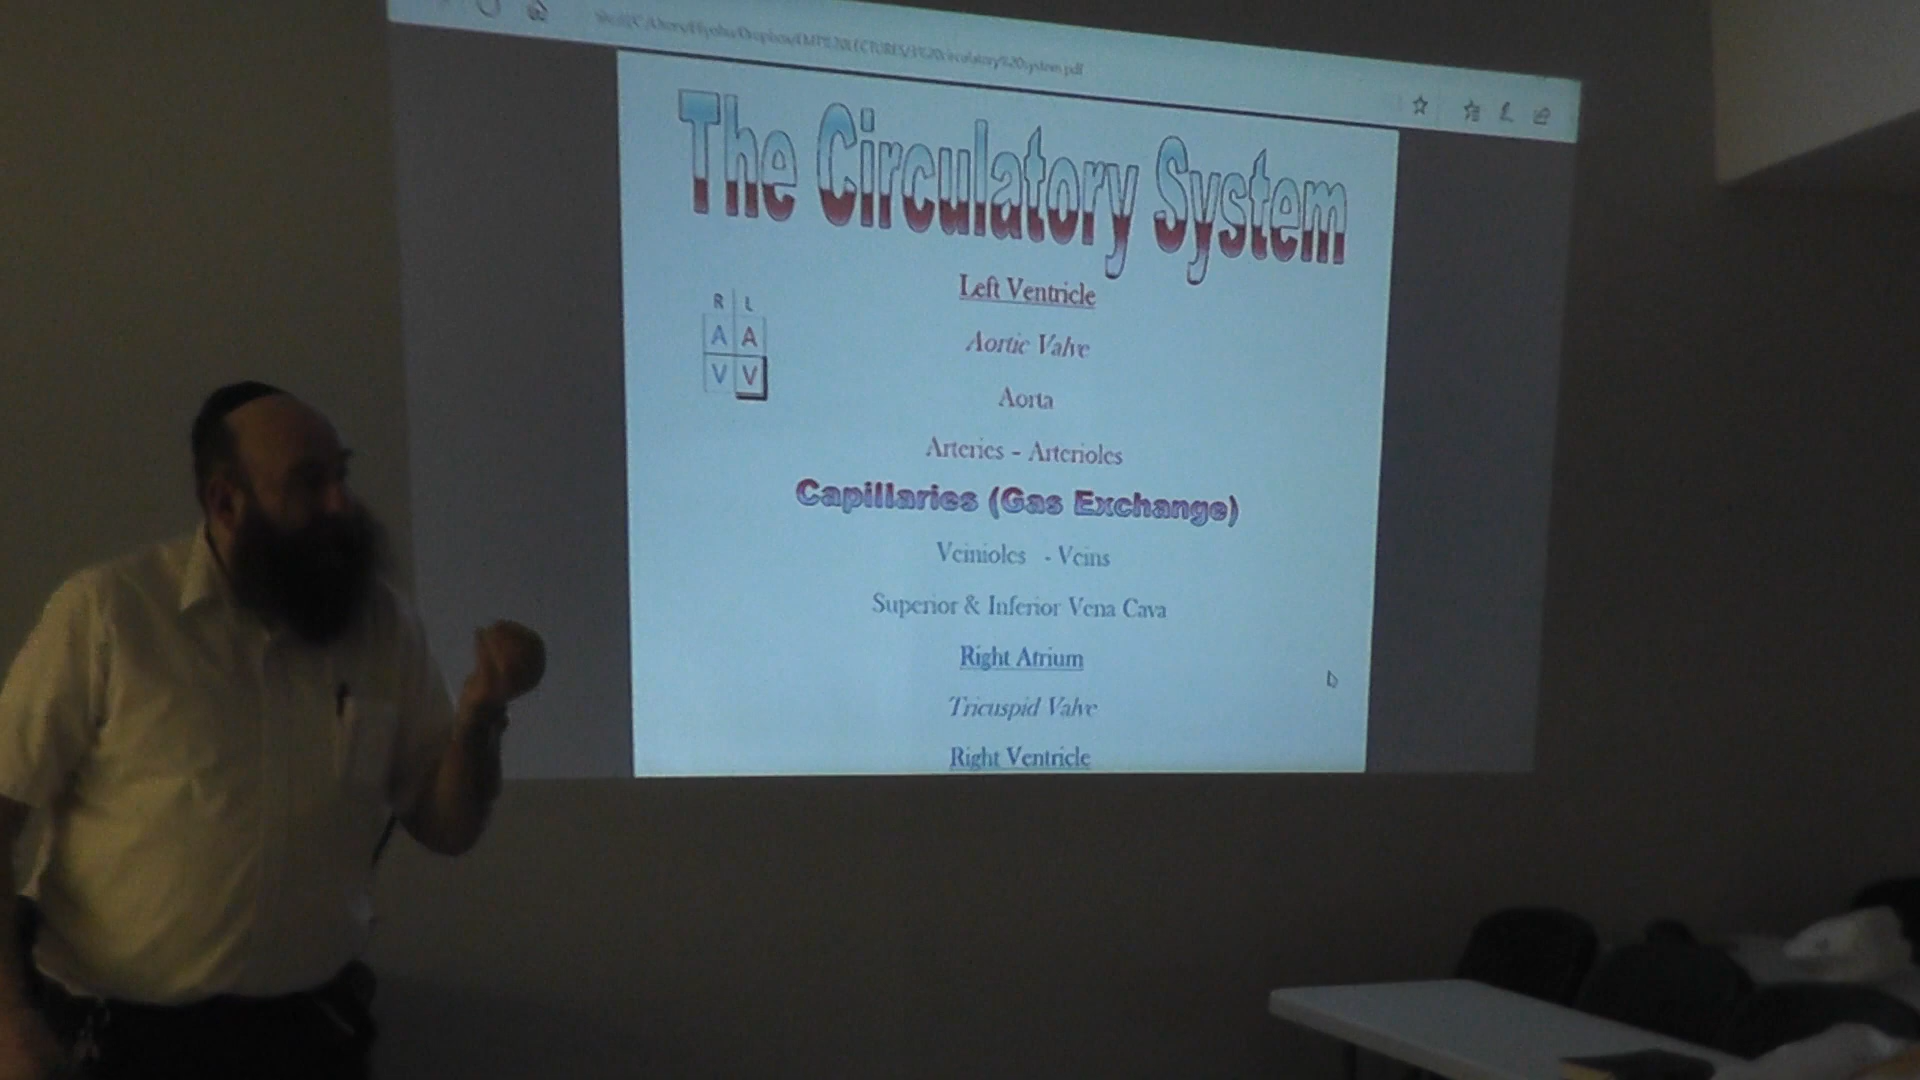 The Circulatory System
R L
A A
V V
Left Ventricle
Aortic Valve
Aorta
Arteries - Arterioles
Capillaries (Gas Exchange)
Veinioles - Veins
Superior & Inferior Vena Cava
Right Atrium
Tricuspid Valve
Right Ventricle